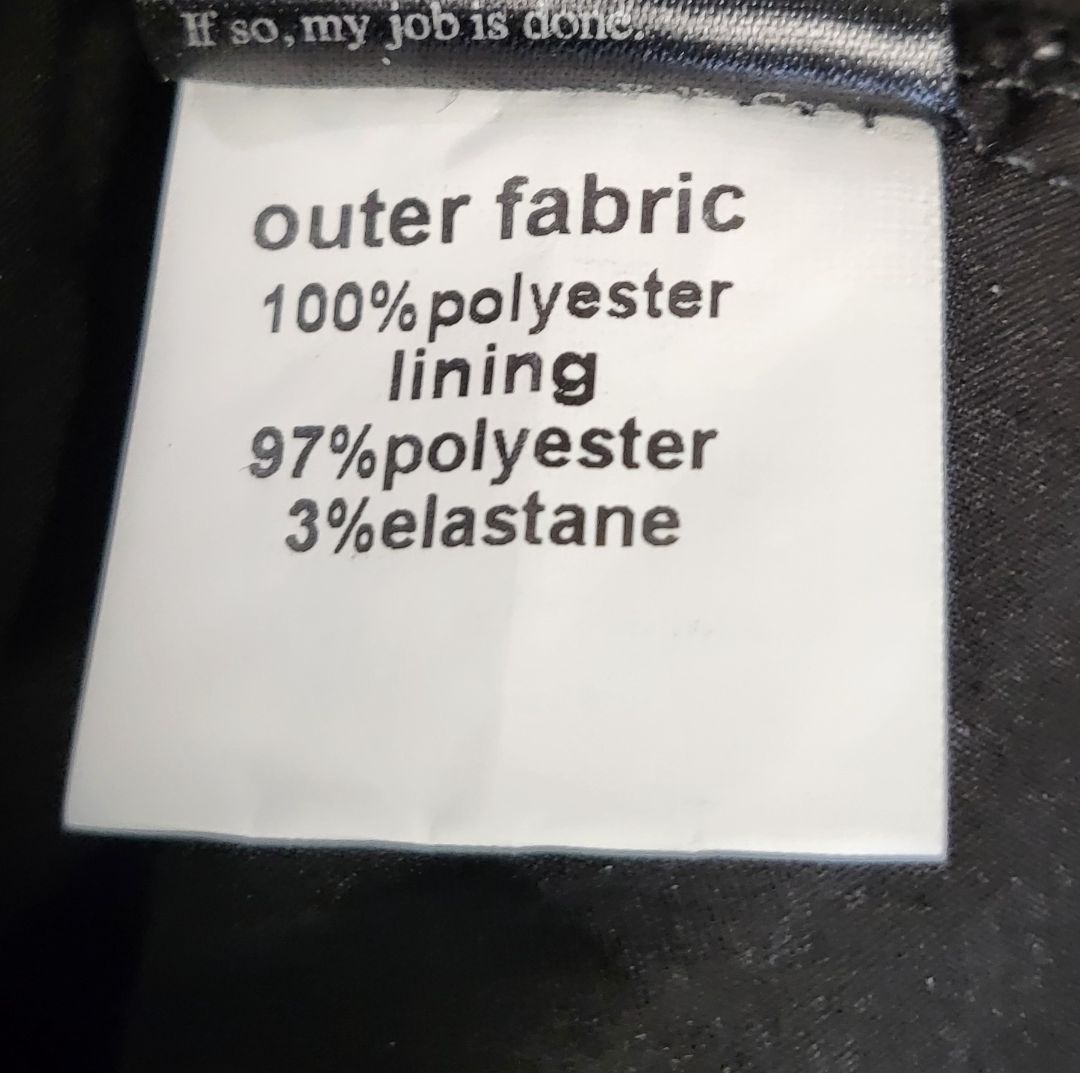 If so, my job is done.
outer fabric
100%polyester
lining
97%polyester
3%elastane